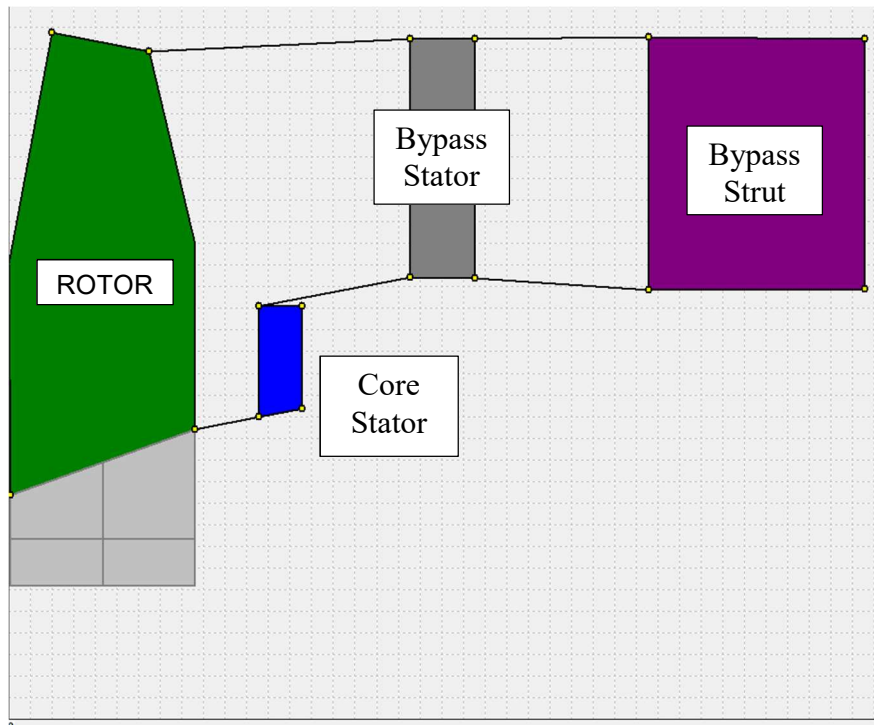 Bypass
Stator
Bypass
Strut
ROTOR
Core
Stator